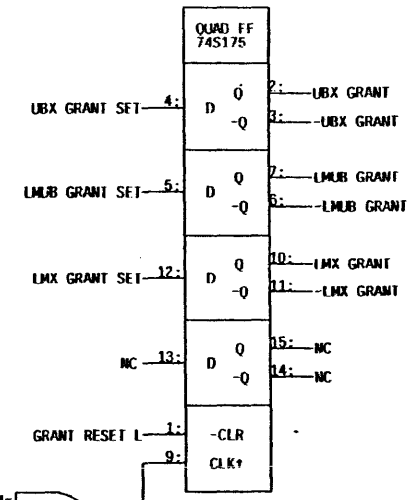 QUAD FF
74S175
UBX GRANT SET 4: D Q 2: UBX GRANT
-Q 3: -UBX GRANT
LMUB GRANT SET 5: D Q 7: LMUB GRANT
-Q 6: -LMUB GRANT
LMX GRANT SET 12: D Q 10: LMX GRANT
-Q 11: -LMX GRANT
NC 13: D Q 15: NC
-Q 14: NC
GRANT RESET L 1: -CLR
9: CLK↑